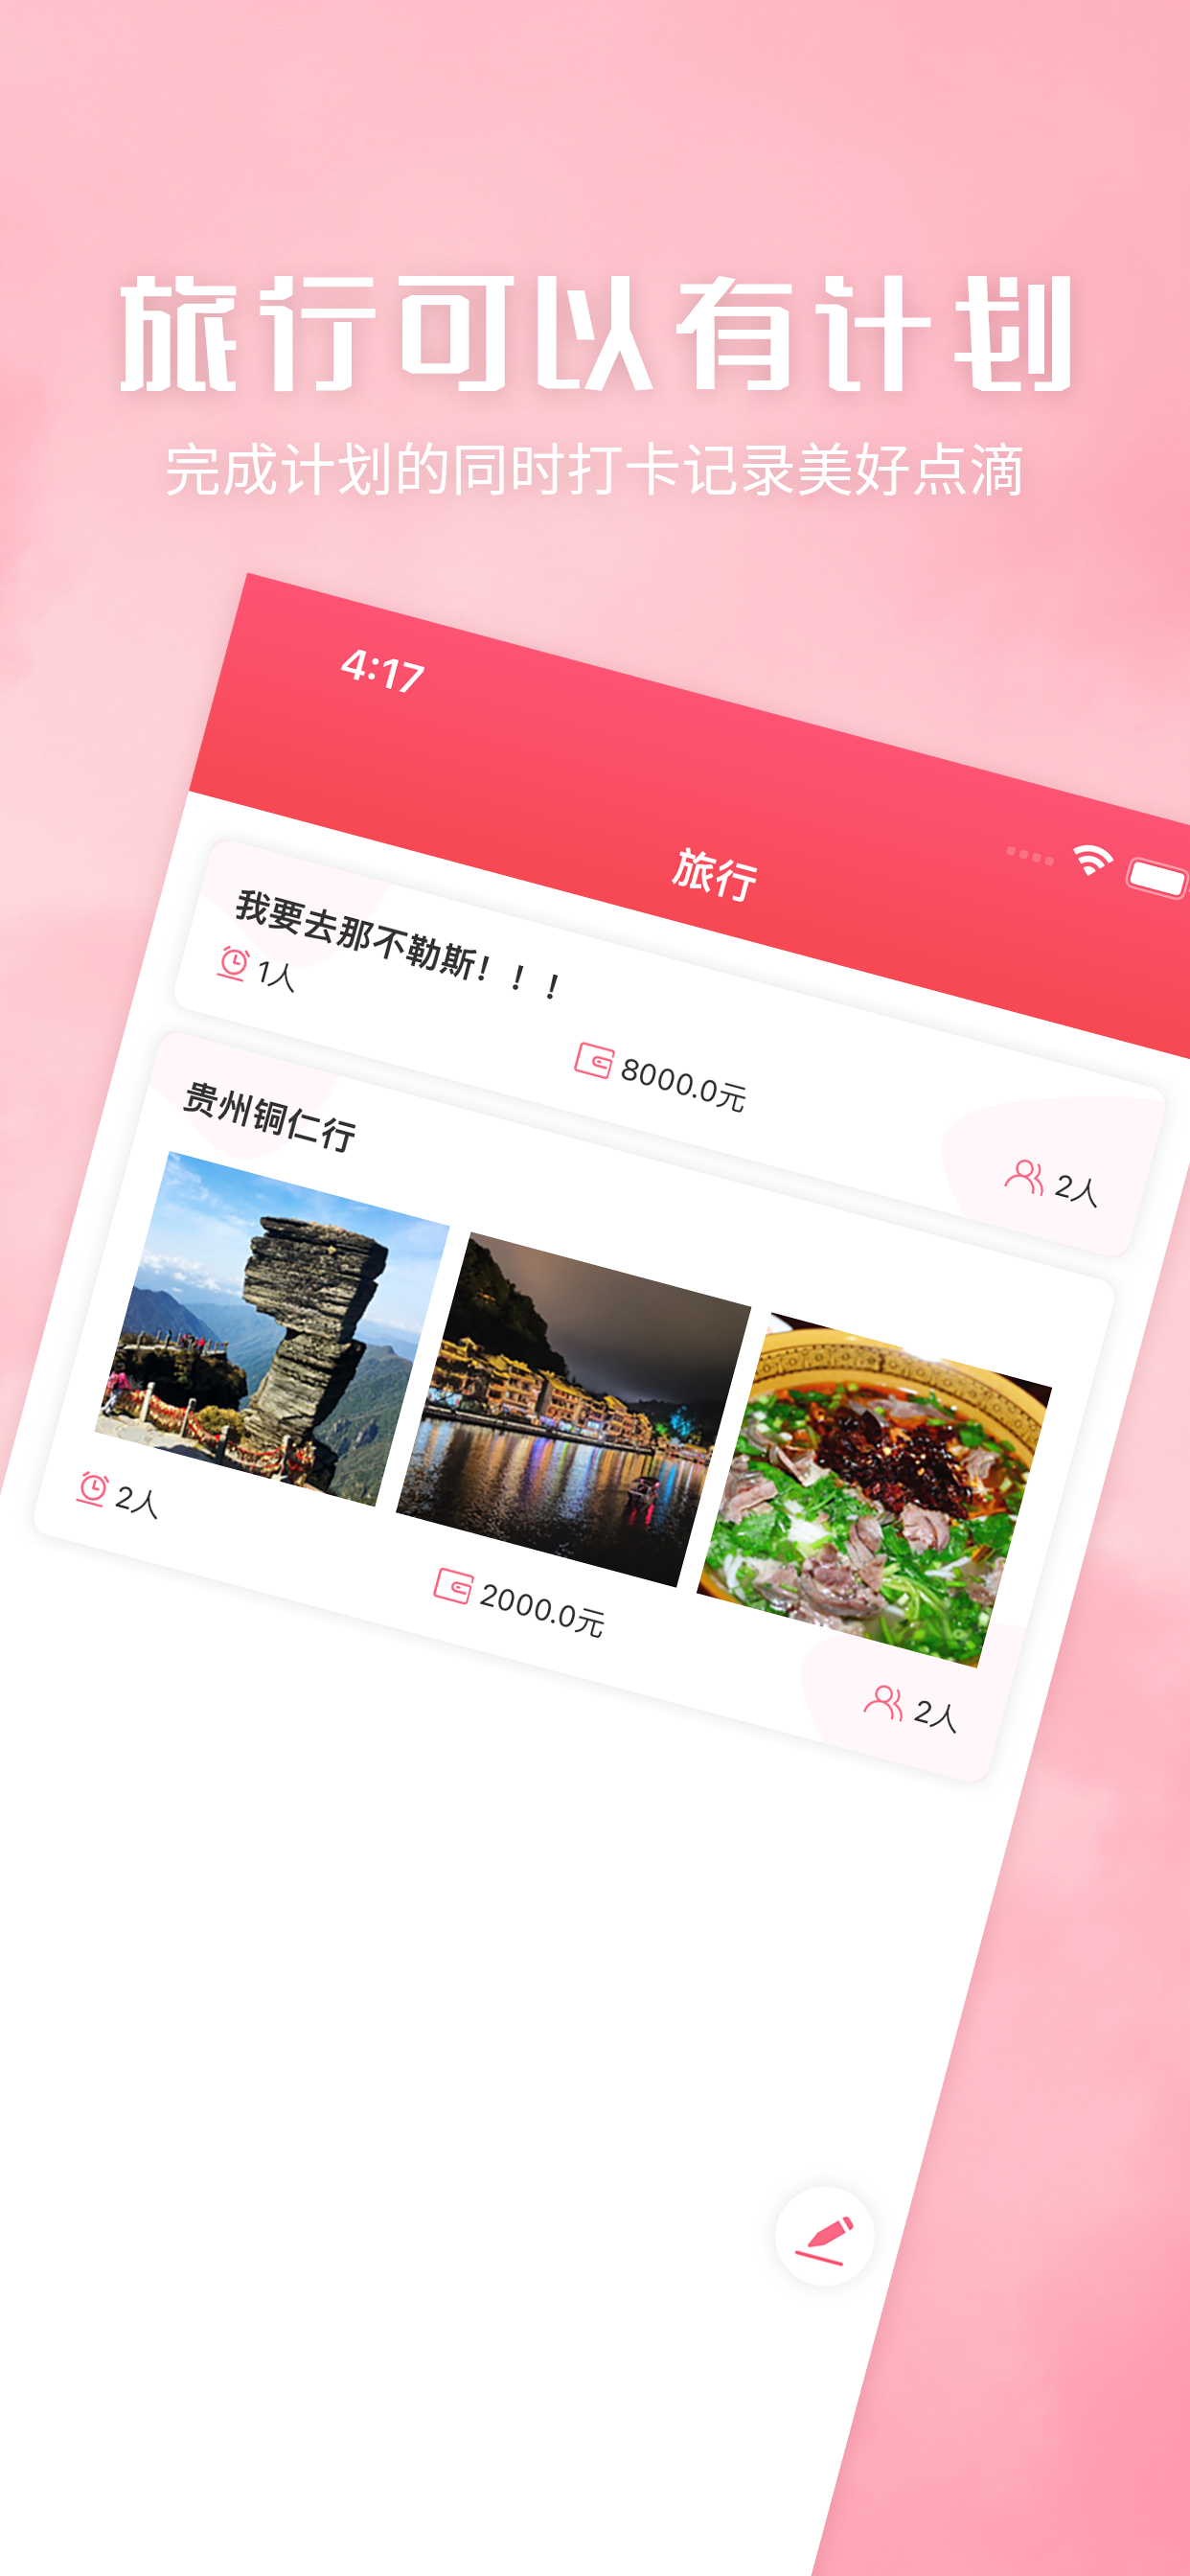 旅行可以有计划
完成计划的同时打卡记录美好点滴
4:17
旅行
我要去那不勒斯！！！
1人
8000.0元
2人
贵州铜仁行
2人
2000.0元
2人